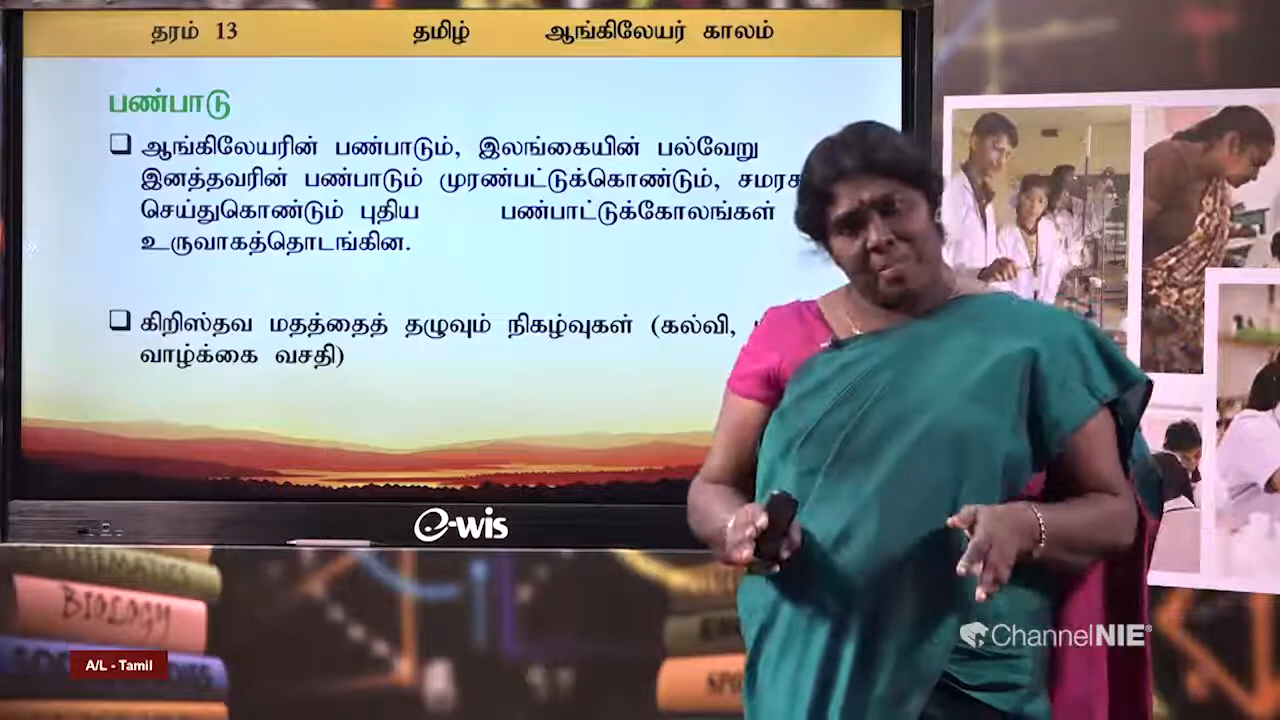 தரம் 13 தமிழ் ஆங்கிலேயர் காலம்
பண்பாடு
ஆங்கிலேயரின் பண்பாடும், இலங்கையின் பல்வேறு
இனத்தவரின் பண்பாடும் முரண்பட்டுக்கொண்டும்,
செய்துகொண்டும் புதிய பண்பாட்டுக்கோலங்கள்
உருவாகத்தொடங்கின.
கிறிஸ்தவ மதத்தைத் தழுவும் நிகழ்வுகள் (கல்வி,
வாழ்க்கை வசதி)
e-wis
BIOLOGY
A/L - Tamil
ChannelNIE